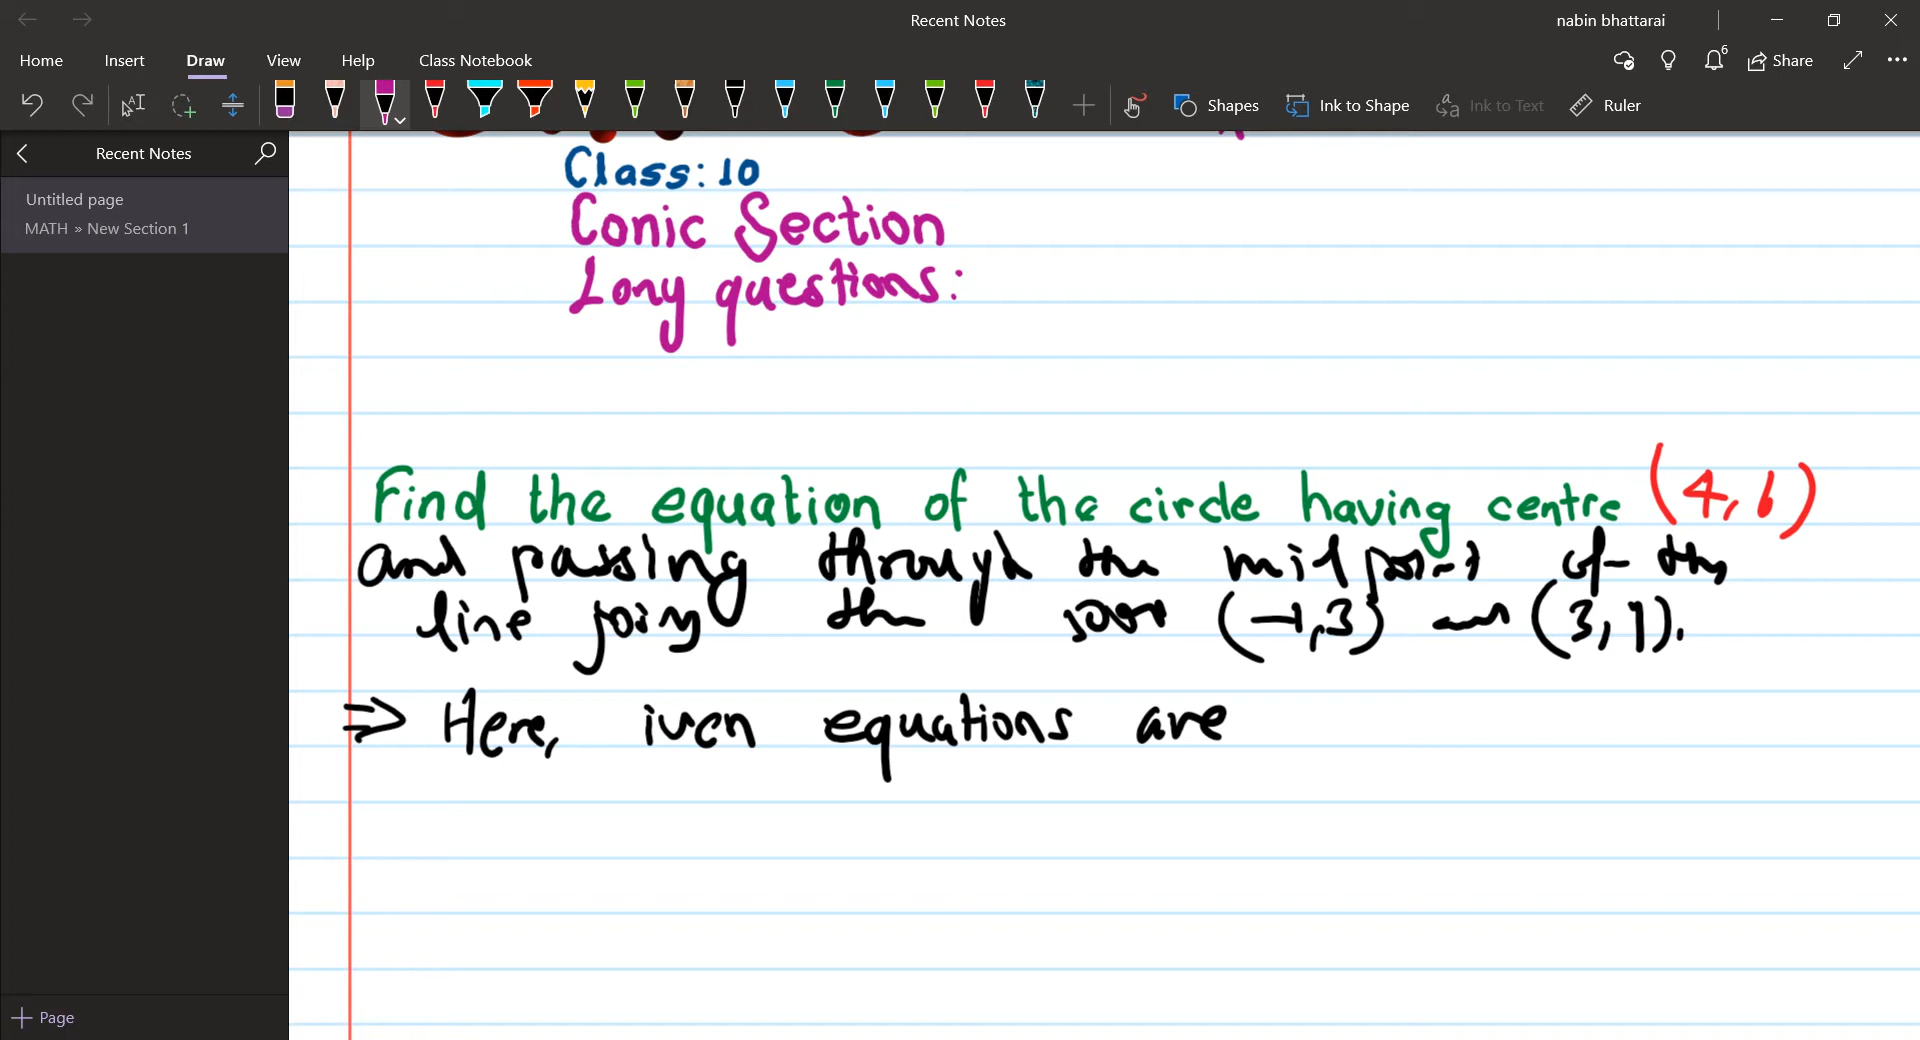 Recent Notes
nabin bhattarai
Home Insert Draw View Help Class Notebook
6
Share
Shapes Ink to Shape Ink to Text Ruler
Recent Notes
Untitled page
MATH » New Section 1
Class: 10
Conic Section
Long questions:
Find the equation of the circle having centre (4, 6)
and passing through the mid point of the
line joing the (-1, 3) and (3, 1).
⇒ Here, iven equations are
Page